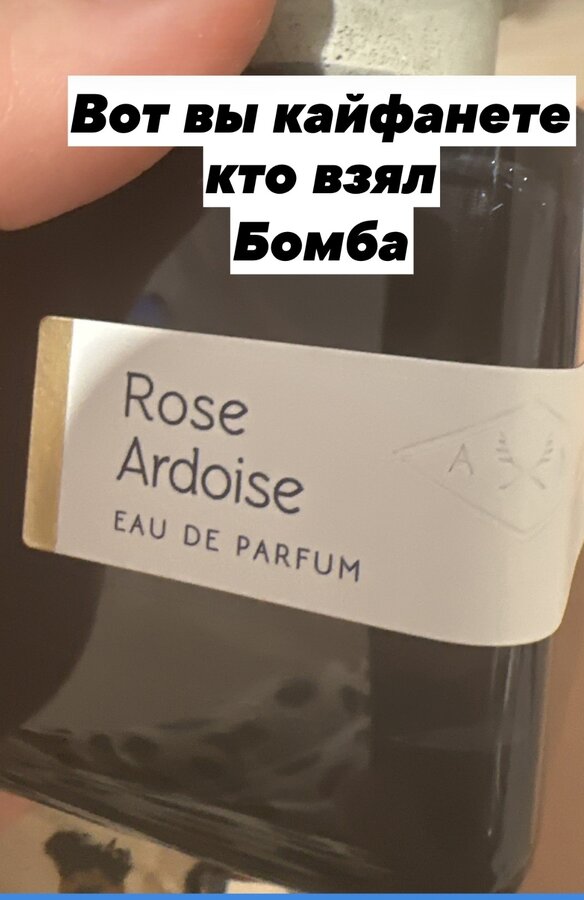 Вот вы кайфанете
кто взял
Бомба
Rose
Ardoise
EAU DE PARFUM
A